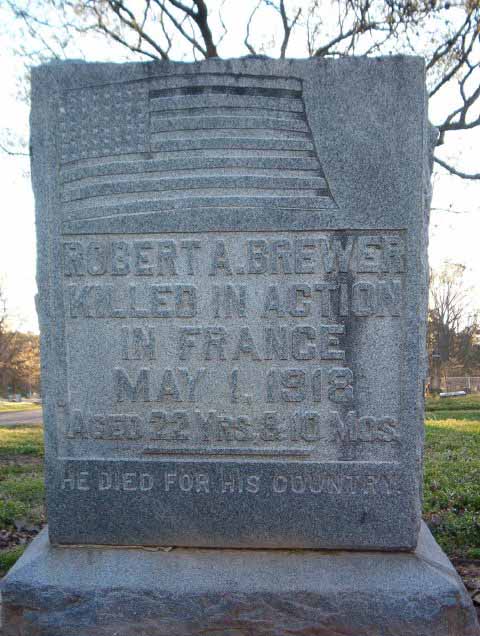 ROBERT A. BREWER
KILLED IN ACTION
IN FRANCE
MAY 1, 1918
AGED 22 YRS. & 10 MOS.
HE DIED FOR HIS COUNTRY.